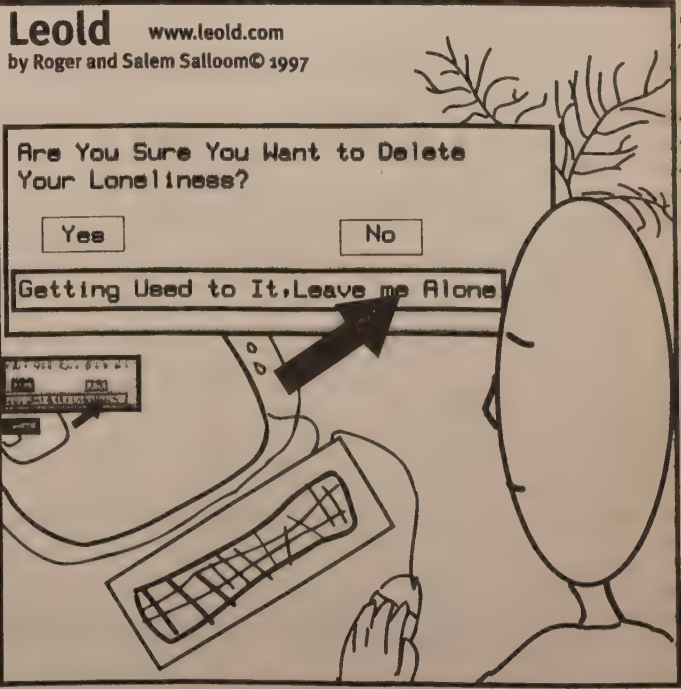 Leold www.leold.com
by Roger and Salem Salloom© 1997
Are You Sure You Want to Delete
Your Loneliness?
Yes No
Getting Used to It,Leave me Alone